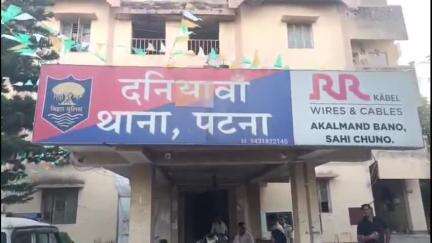 बिहार पुलिस
दनियावाँ
थाना, पटना
RR
KABEL
WIRES & CABLES
AKALMAND BANO,
SAHI CHUNO.